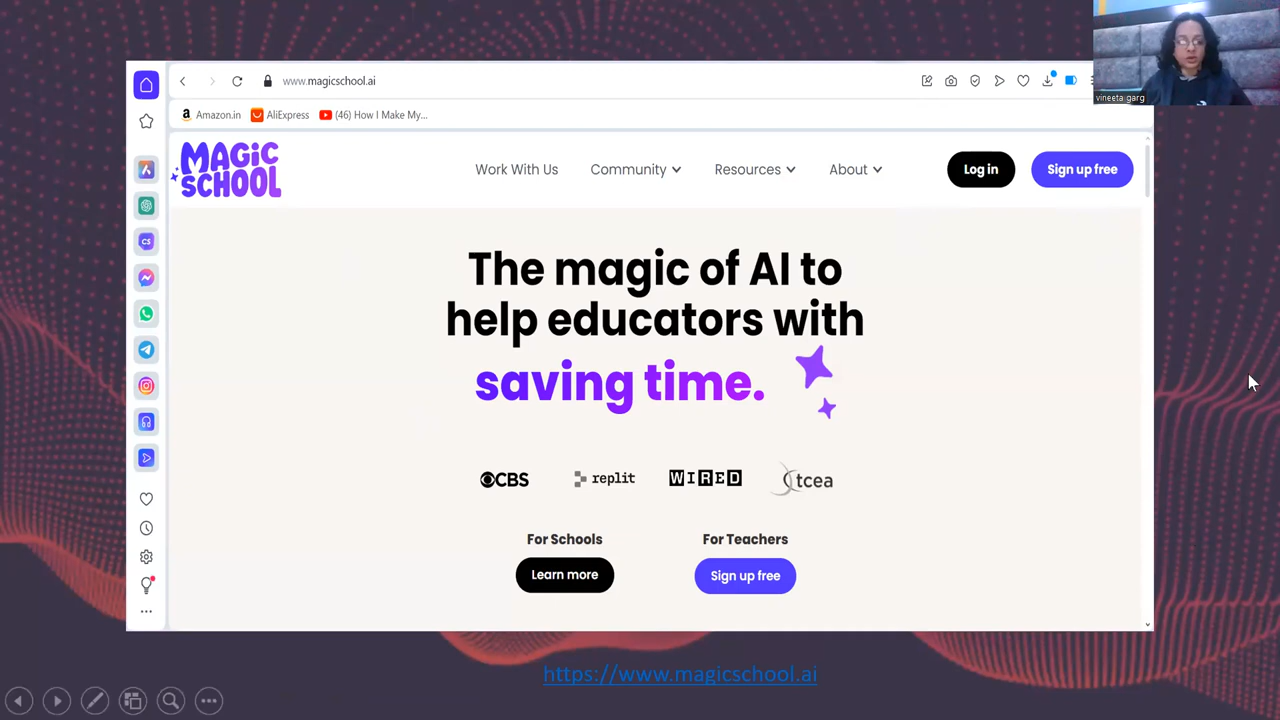 vineeta garg
www.magicschool.ai
Amazon.in AliExpress (46) How I Make My...
MAGIC SCHOOL
Work With Us Community Resources About Log in Sign up free
The magic of AI to
help educators with
saving time.
CBS replit WIRED tcea
For Schools For Teachers
Learn more Sign up free
https://www.magicschool.ai